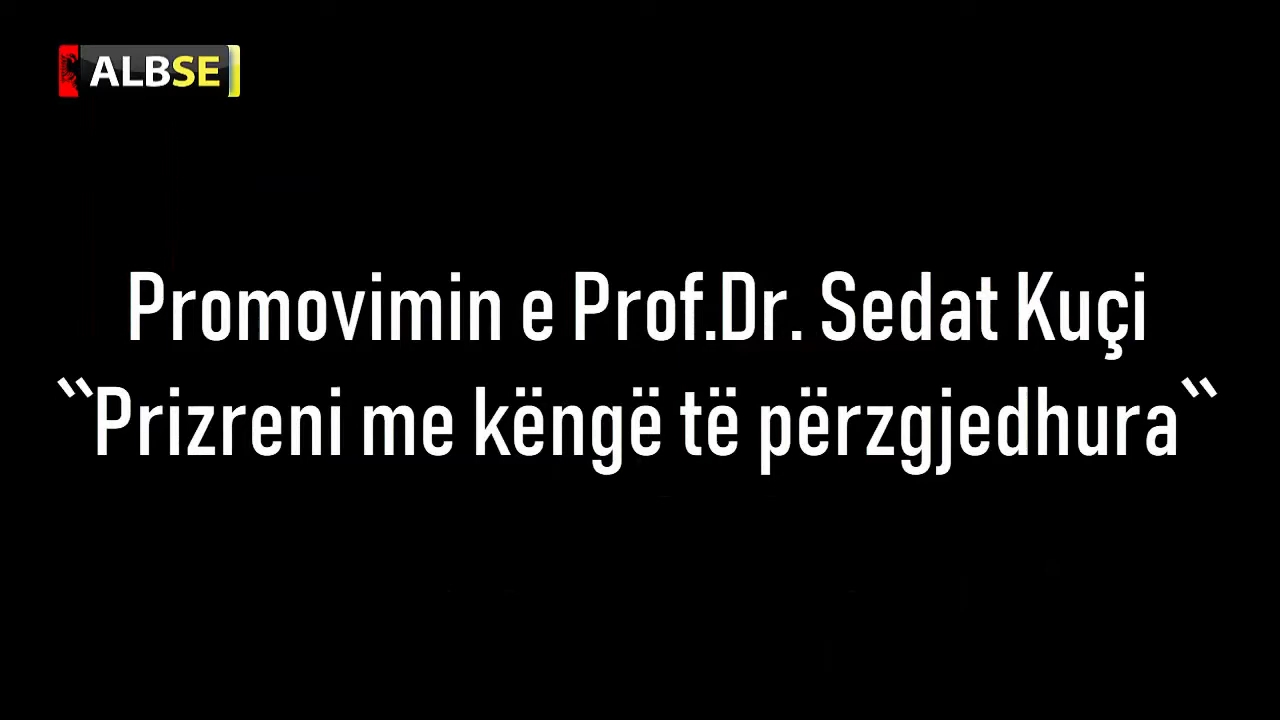 ALBSE
Promovimin e Prof.Dr. Sedat Kuçi
``Prizreni me këngë të përzgjedhura``